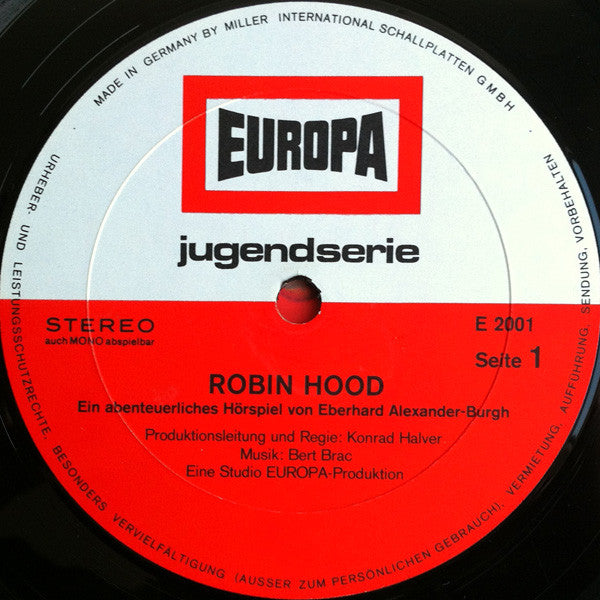 MADE IN GERMANY BY MILLER INTERNATIONAL SCHALLPLATTEN GMBH
EUROPA
jugendserie
STEREO
auch MONO abspielbar
E 2001
Seite 1
ROBIN HOOD
Ein abenteuerliches Hörspiel von Eberhard Alexander-Burgh
Produktionsleitung und Regie: Konrad Halver
Musik: Bert Brac
Eine Studio EUROPA-Produktion
URHEBER- UND LEISTUNGSSCHUTZRECHTE, BESONDERS VERVIELFÄLTIGUNG (AUSSER ZUM PERSÖNLICHEN GEBRAUCH), VERMIETUNG, AUFFÜHRUNG, SENDUNG, VORBEHALTEN